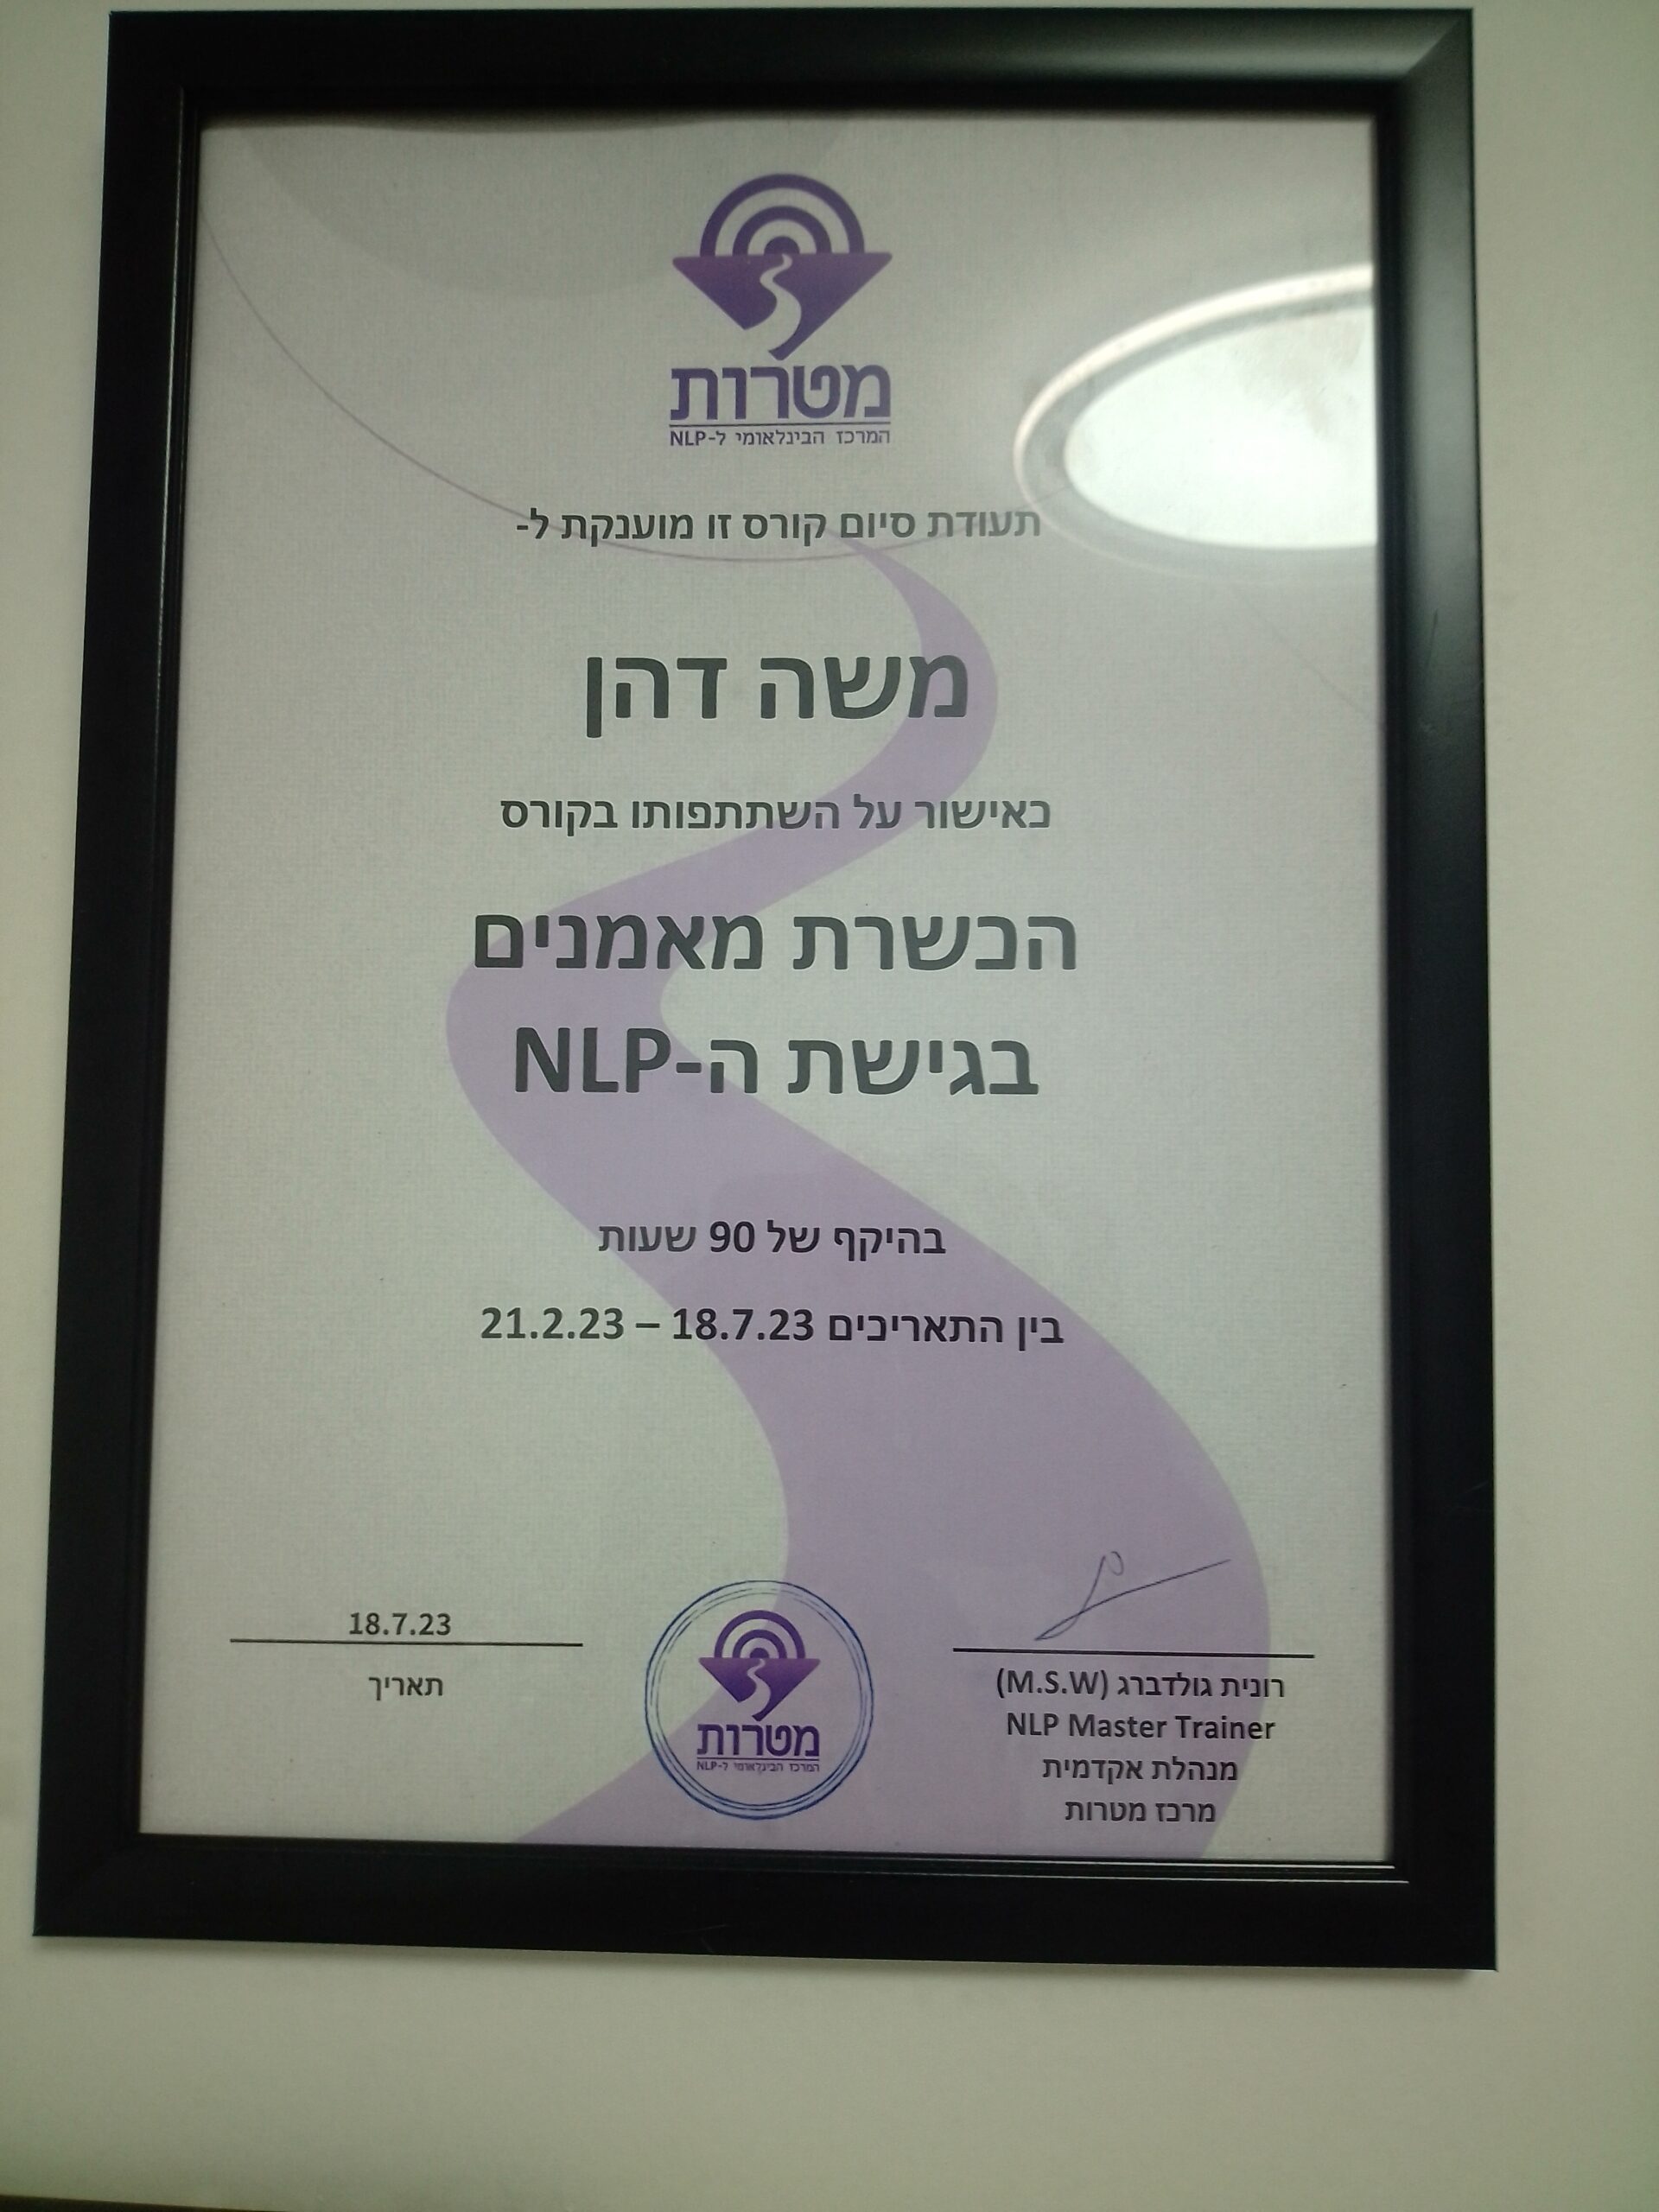 מטרות
המרכז הבינלאומי ל-NLP
תעודת סיום קורס זו מוענקת ל-
משה דהן
כאישור על השתתפותו בקורס
הכשרת מאמנים
בגישת ה-NLP
בהיקף של 90 שעות
בין התאריכים 18.7.23 – 21.2.23
רונית גולדברג (M.S.W)
NLP Master Trainer
מנהלת אקדמית
מרכז מטרות
מטרות
המרכז הבינלאומי ל-NLP
18.7.23
תאריך